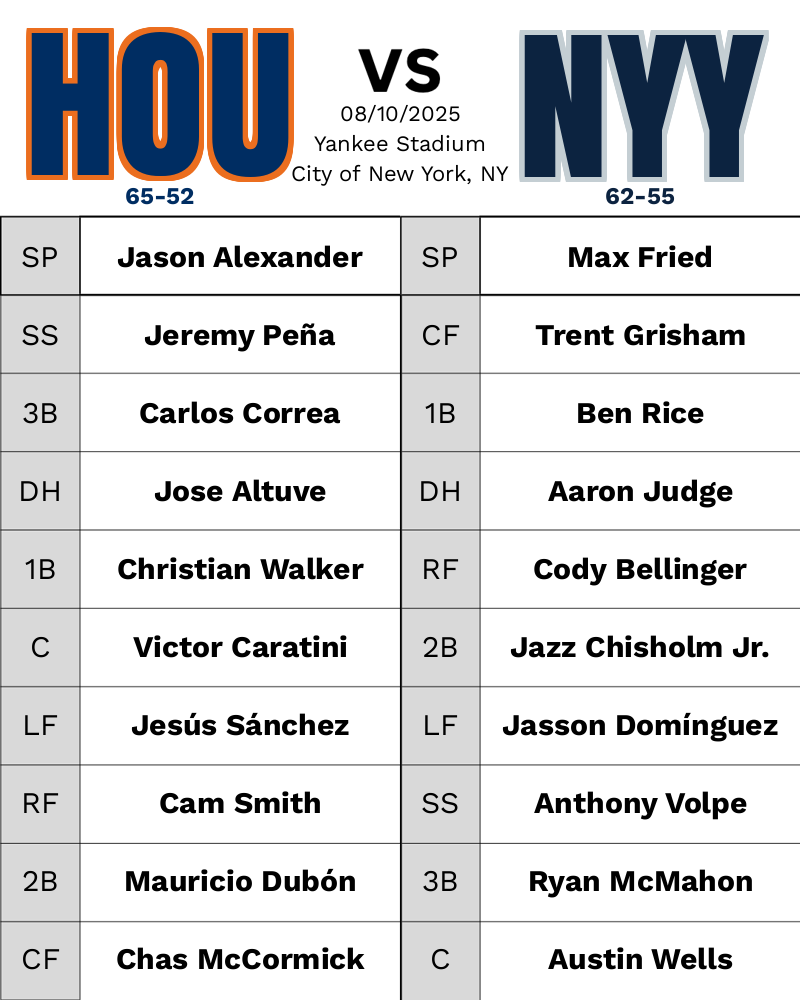 HOU
VS
NYY
08/10/2025
Yankee Stadium
City of New York, NY
65-52
62-55
SP Jason Alexander SP Max Fried
SS Jeremy Peña CF Trent Grisham
3B Carlos Correa 1B Ben Rice
DH Jose Altuve DH Aaron Judge
1B Christian Walker RF Cody Bellinger
C Victor Caratini 2B Jazz Chisholm Jr.
LF Jesús Sánchez LF Jasson Domínguez
RF Cam Smith SS Anthony Volpe
2B Mauricio Dubón 3B Ryan McMahon
CF Chas McCormick C Austin Wells